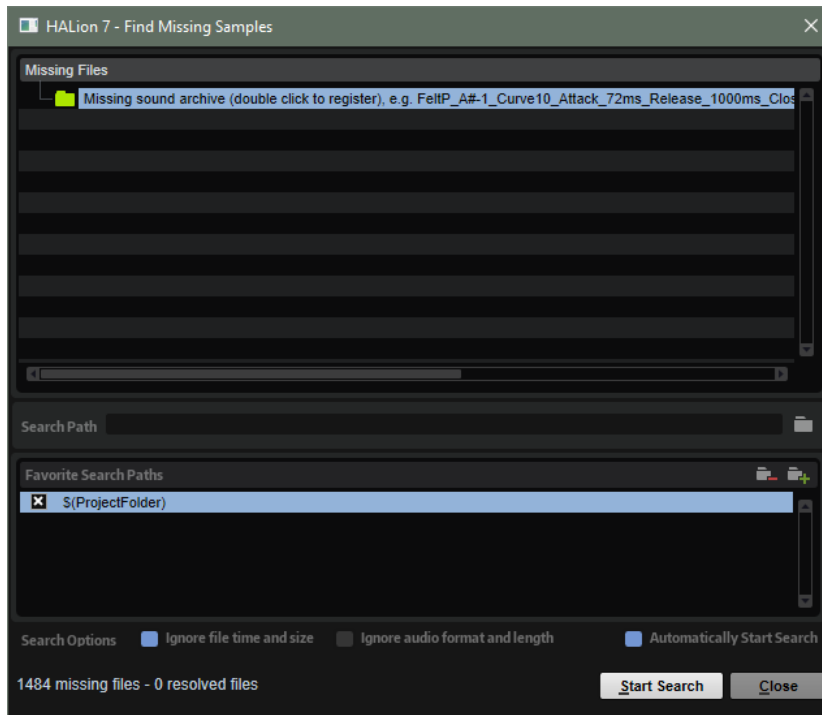 HALion 7 - Find Missing Samples
Missing Files
Missing sound archive (double click to register), e.g. FeltP_A#-1_Curve10_Attack_72ms_Release_1000ms_Clos
Search Path
Favorite Search Paths
$(ProjectFolder)
Search Options Ignore file time and size Ignore audio format and length Automatically Start Search
1484 missing files - 0 resolved files Start Search Close